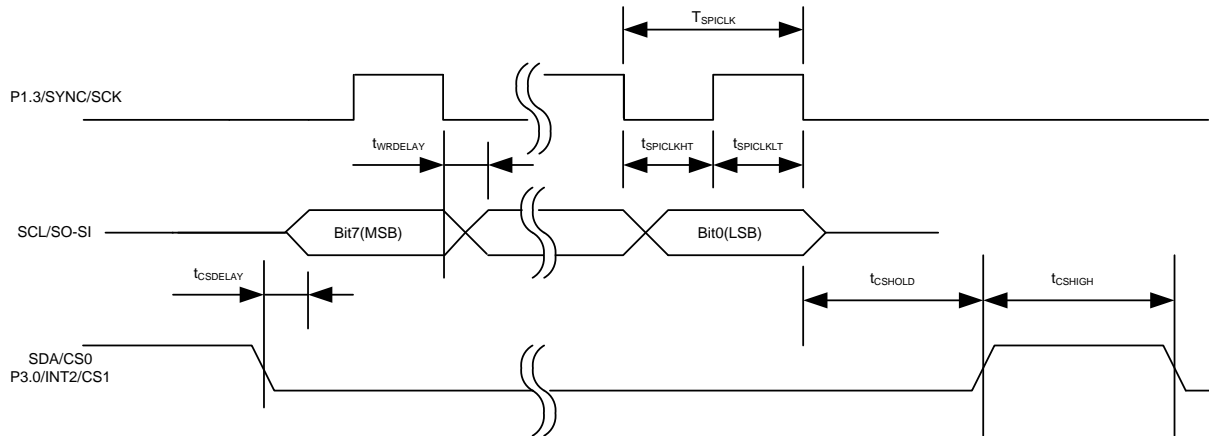 TSPICLK
P1.3/SYNC/SCK
tWRDELAY
tSPICLKHT
tSPICLKLT
SCL/SO-SI
Bit7(MSB)
Bit0(LSB)
tCSDELAY
tCSHOLD
tCSHIGH
SDA/CS0
P3.0/INT2/CS1